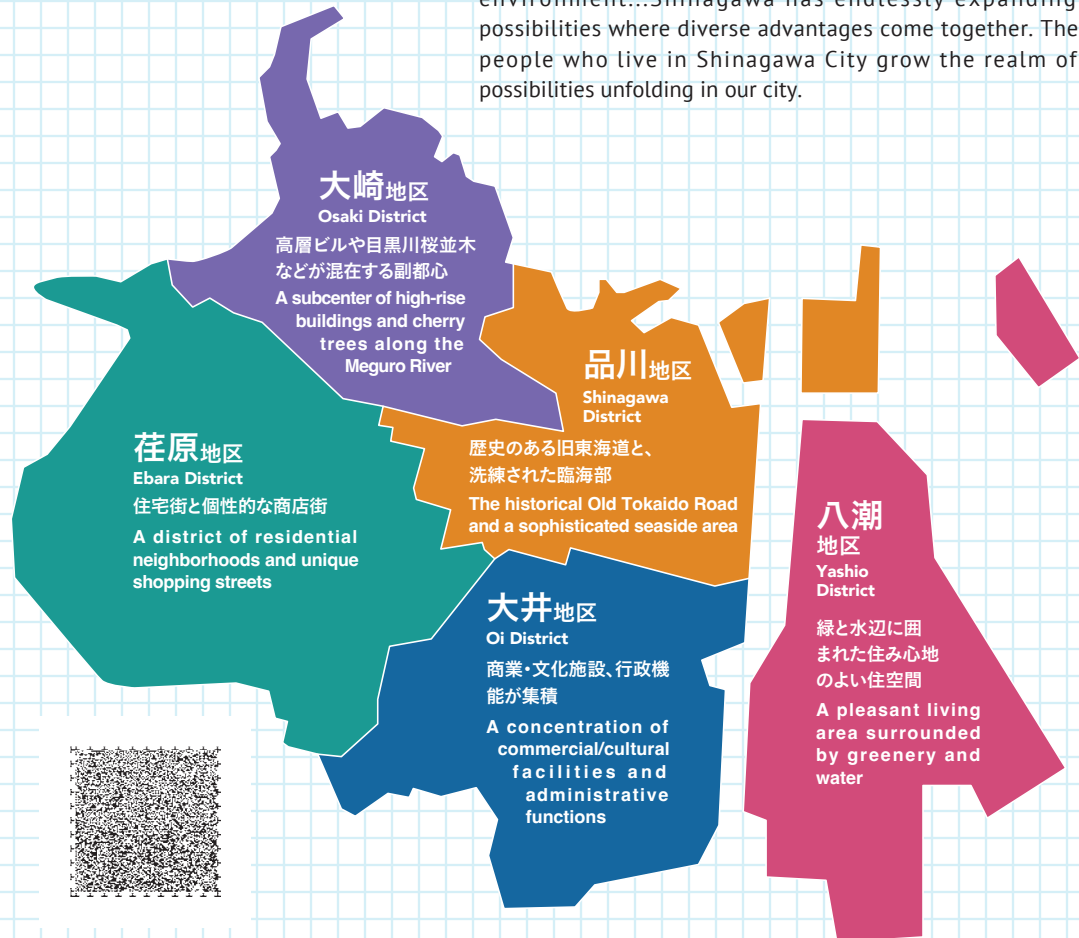 environment...Shinagawa has endlessly expanding
possibilities where diverse advantages come together. The
people who live in Shinagawa City grow the realm of
possibilities unfolding in our city.
大崎地区
Osaki District
高層ビルや目黒川桜並木
などが混在する副都心
A subcenter of high-rise
buildings and cherry
trees along the
Meguro River
品川地区
Shinagawa
District
歴史のある旧東海道と、
洗練された臨海部
The historical Old Tokaido Road
and a sophisticated seaside area
荏原地区
Ebara District
住宅街と個性的な商店街
A district of residential
neighborhoods and unique
shopping streets
大井地区
Oi District
商業・文化施設、行政機
能が集積
A concentration of
commercial/cultural
facilities and
administrative
functions
八潮
地区
Yashio
District
緑と水辺に囲
まれた住み心地
のよい住空間
A pleasant living
area surrounded
by greenery and
water